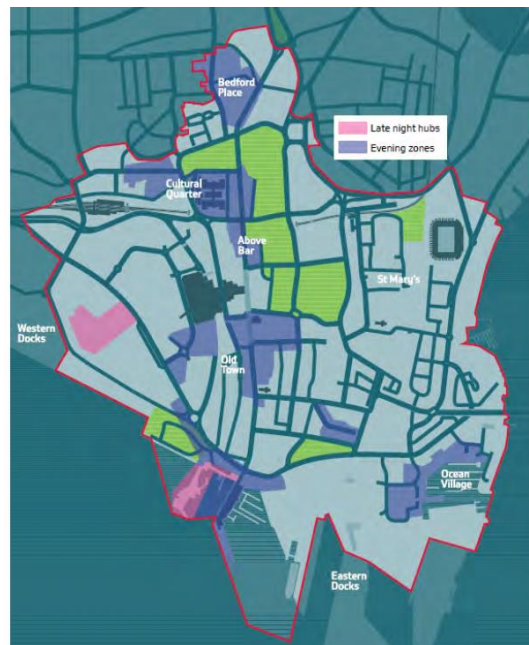 Bedford
Place
Late night hubs
Evening zones
Cultural
Quarter
Above
Bar
St Mary's
Western
Docks
Old
Town
Ocean
Village
Eastern
Docks